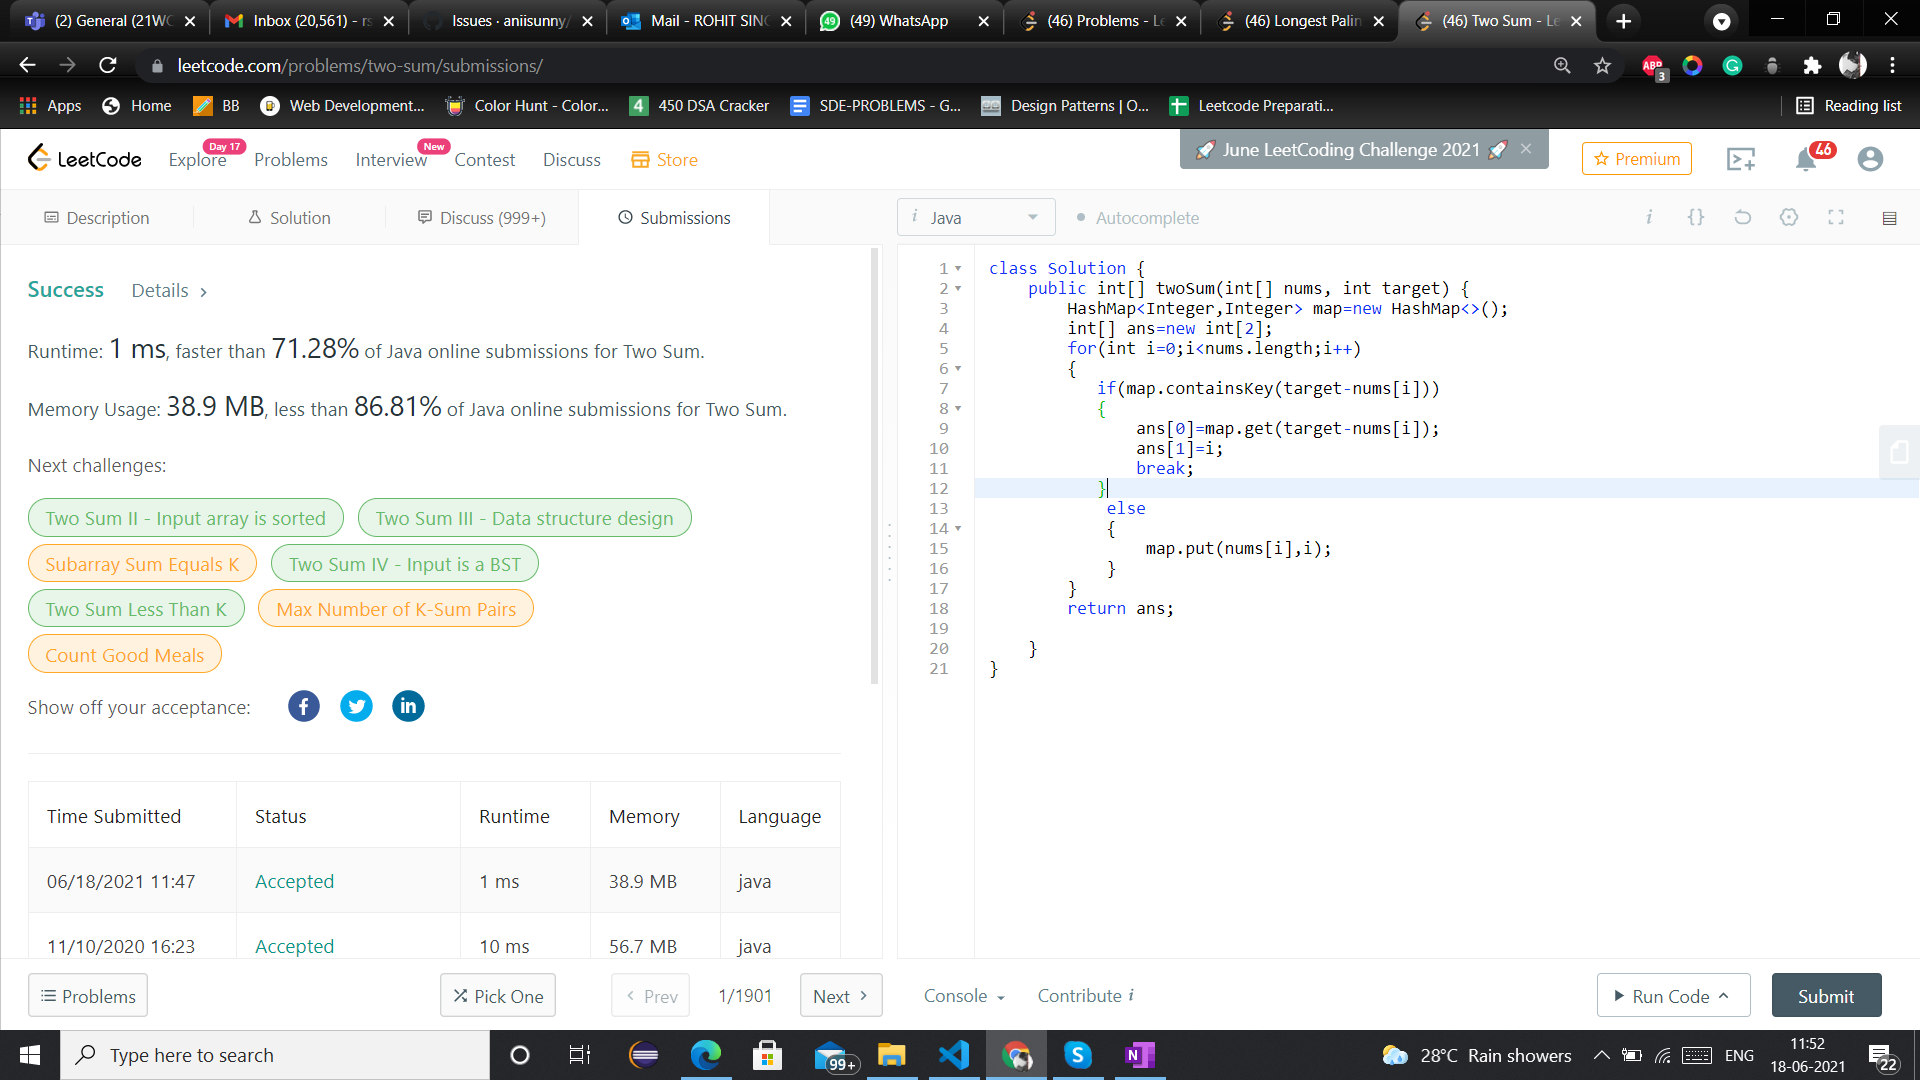 (2) General (21WC
Inbox (20,561) - rs
Issues · aniisunny/
Mail - ROHIT SING
(49) WhatsApp
(46) Problems - Le
(46) Longest Palin
(46) Two Sum - Le
leetcode.com/problems/two-sum/submissions/
ABP
3
Apps
Home
BB
Web Development...
Color Hunt - Color...
4
450 DSA Cracker
SDE-PROBLEMS - G...
Design Patterns | O...
Leetcode Preparati...
Reading list
LeetCode
Explore
Day 17
Problems
Interview
New
Contest
Discuss
Store
June LeetCoding Challenge 2021
Premium
46
Description
Solution
Discuss (999+)
Submissions
i Java
Autocomplete
i
{}
Success
Details >
Runtime: 1 ms, faster than 71.28% of Java online submissions for Two Sum.
Memory Usage: 38.9 MB, less than 86.81% of Java online submissions for Two Sum.
Next challenges:
Two Sum II - Input array is sorted
Two Sum III - Data structure design
Subarray Sum Equals K
Two Sum IV - Input is a BST
Two Sum Less Than K
Max Number of K-Sum Pairs
Count Good Meals
Show off your acceptance:
Time Submitted Status Runtime Memory Language
06/18/2021 11:47 Accepted 1 ms 38.9 MB java
11/10/2020 16:23 Accepted 10 ms 56.7 MB java
1 class Solution {
2 public int[] twoSum(int[] nums, int target) {
3 HashMap<Integer,Integer> map=new HashMap<>();
4 int[] ans=new int[2];
5 for(int i=0;i<nums.length;i++)
6 {
7 if(map.containsKey(target-nums[i]))
8 {
9 ans[0]=map.get(target-nums[i]);
10 ans[1]=i;
11 break;
12 }
13 else
14 {
15 map.put(nums[i],i);
16 }
17 }
18 return ans;
19
20 }
21 }
Problems
Pick One
< Prev
1/1901
Next >
Console
Contribute i
Run Code
Submit
Type here to search
99+
28°C Rain showers
ENG
11:52
18-06-2021
22